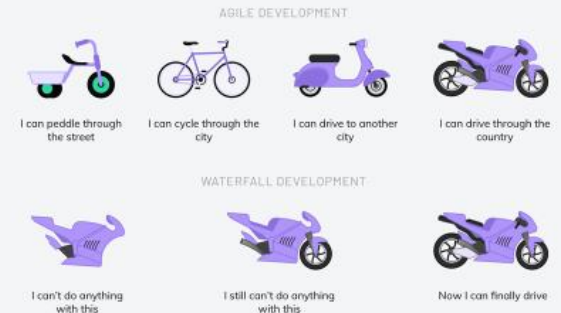 AGILE DEVELOPMENT
I can peddle through
the street
I can cycle through the
city
I can drive to another
city
I can drive through the
country
WATERFALL DEVELOPMENT
I can't do anything
with this
I still can't do anything
with this
Now I can finally drive